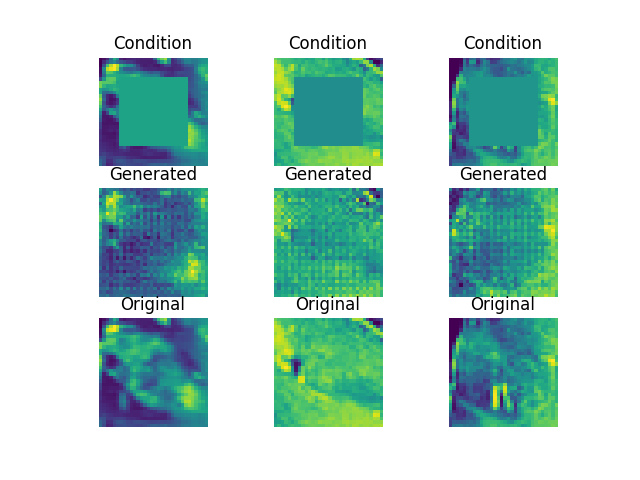 Condition Condition Condition
Generated Generated Generated
Original Original Original